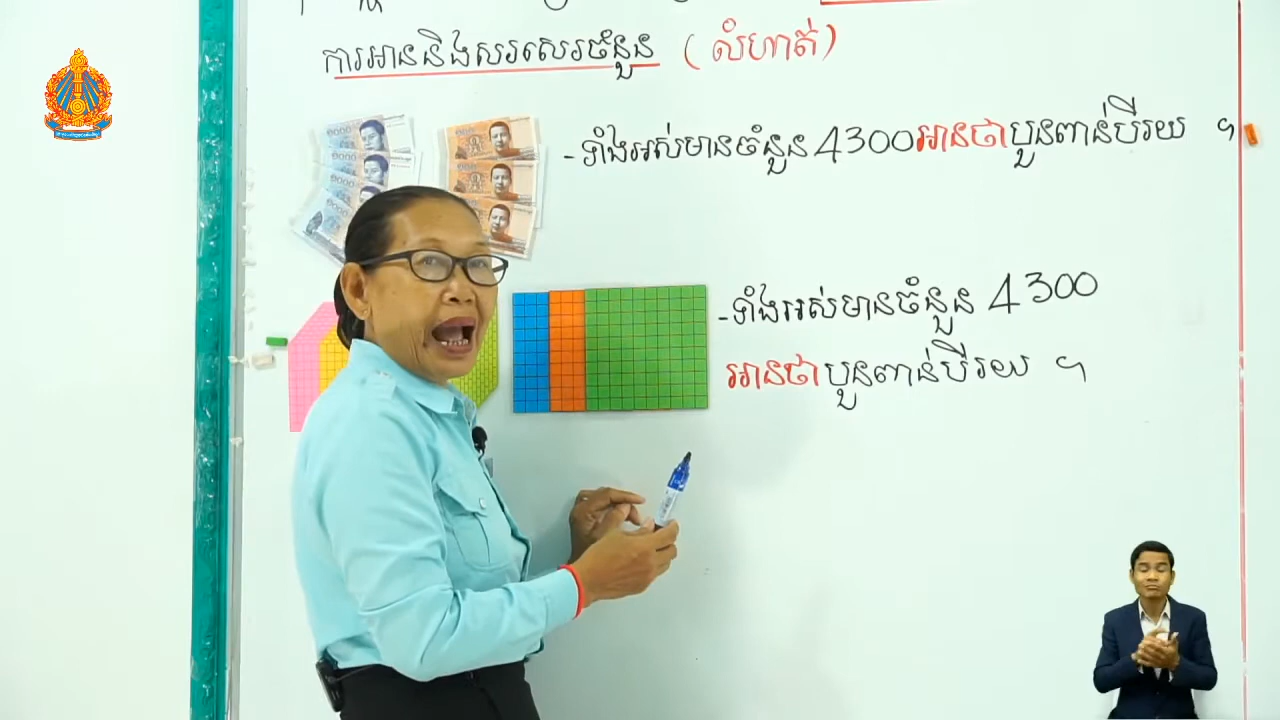 ការអាននិងសរសេរចំនួន (លំហាត់)
-ទាំងអស់មានចំនួន 4300 អានថាបួនពាន់បីរយ ។
-ទាំងអស់មានចំនួន 4300
អានថាបួនពាន់បីរយ ។